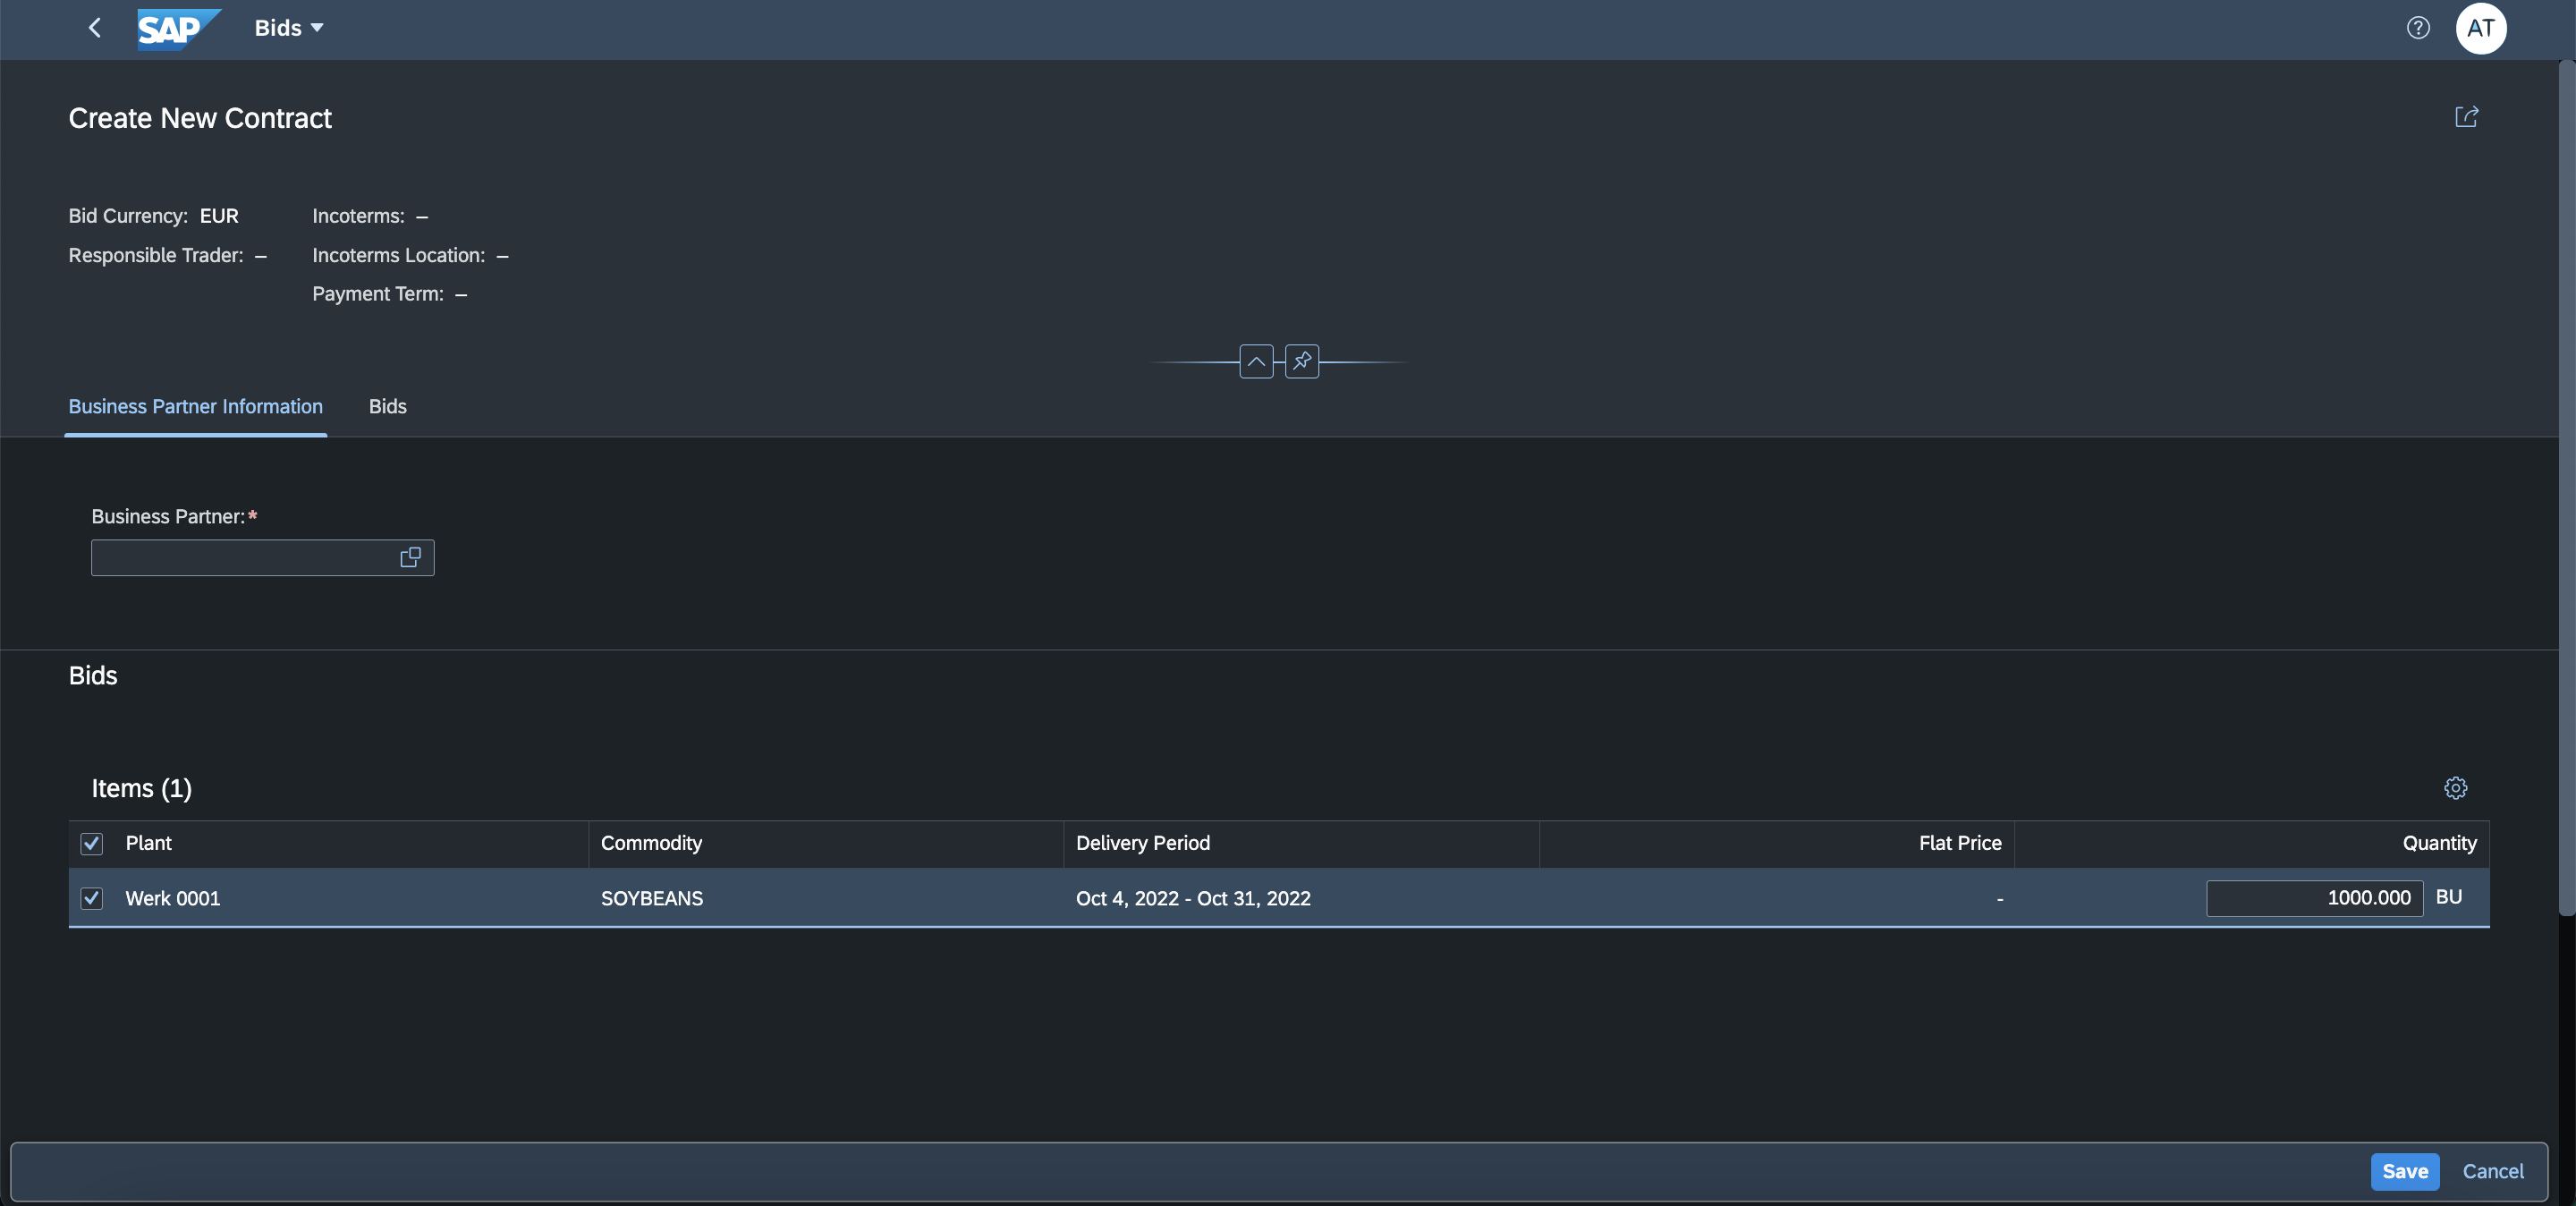 SAP Bids AT
Create New Contract
Bid Currency: EUR Incoterms: –
Responsible Trader: – Incoterms Location: –
Payment Term: –
Business Partner Information Bids
Business Partner:*
Bids
Items (1)
Plant Commodity Delivery Period Flat Price Quantity
Werk 0001 SOYBEANS Oct 4, 2022 - Oct 31, 2022 - 1000.000 BU
Save Cancel